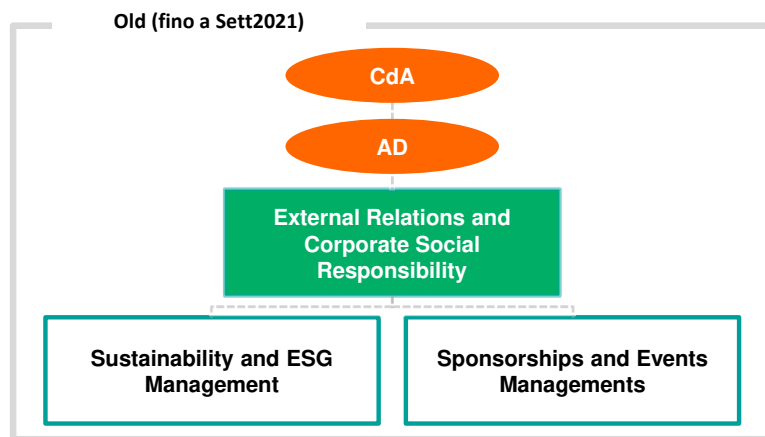 Old (fino a Sett2021)
CdA
AD
External Relations and
Corporate Social
Responsibility
Sustainability and ESG
Management
Sponsorships and Events
Managements